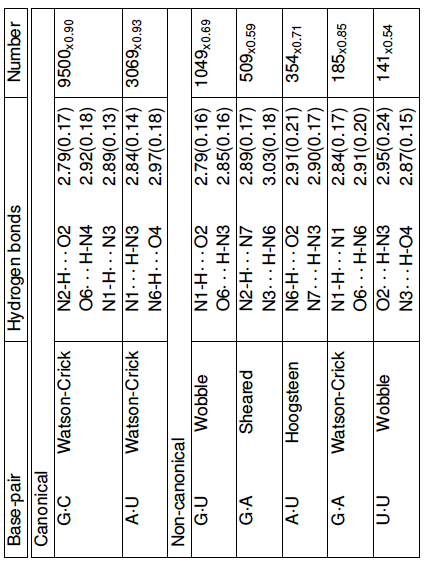 Base-pair Hydrogen bonds Number
Canonical
G·C Watson-Crick N2-H···O2 2.79(0.17) 9500x0.90
O6···H-N4 2.92(0.18)
N1-H···N3 2.89(0.13)
A·U Watson-Crick N1···H-N3 2.84(0.14) 3069x0.93
N6-H···O4 2.97(0.18)
Non-canonical
G·U Wobble N1-H···O2 2.79(0.16) 1049x0.69
O6···H-N3 2.85(0.16)
G·A Sheared N2-H···N7 2.89(0.17) 509x0.59
N3···H-N6 3.03(0.18)
A·U Hoogsteen N6-H···O2 2.91(0.21) 354x0.71
N7···H-N3 2.90(0.17)
G·A Watson-Crick N1-H···N1 2.84(0.17) 185x0.85
O6···H-N6 2.91(0.20)
U·U Wobble O2···H-N3 2.95(0.24) 141x0.54
N3···H-O4 2.87(0.15)